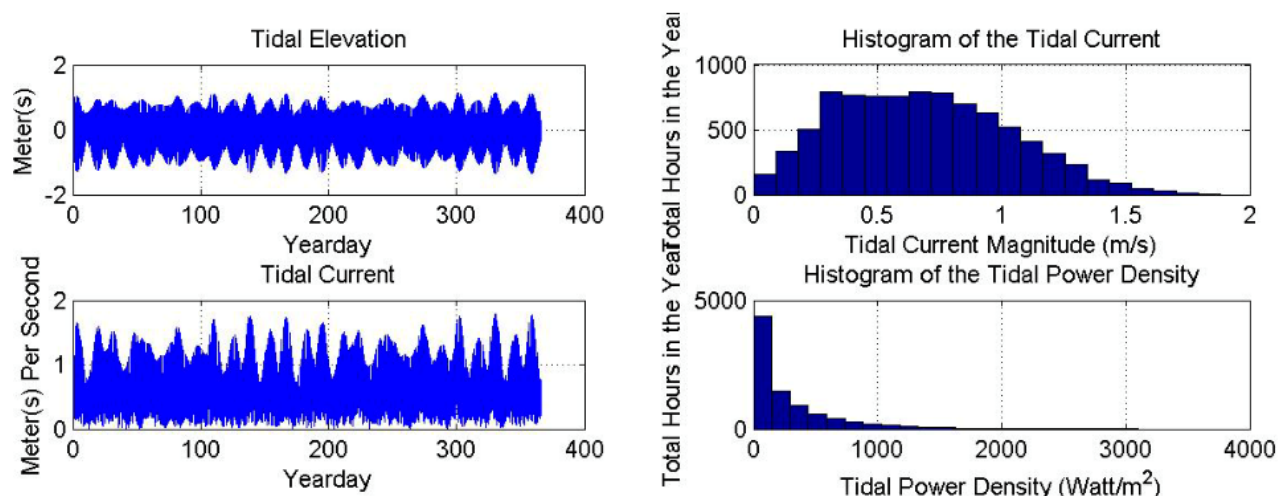 Tidal Elevation
Meter(s)
2
0
-2
0 100 200 300 400
Yearday
Tidal Current
Meter(s) Per Second
2
1
0
0 100 200 300 400
Yearday
Histogram of the Tidal Current
Total Hours in the Year
1000
500
0
0 0.5 1 1.5 2
Tidal Current Magnitude (m/s)
Histogram of the Tidal Power Density
Total Hours in the Year
5000
0
0 1000 2000 3000 4000
Tidal Power Density (Watt/m²)